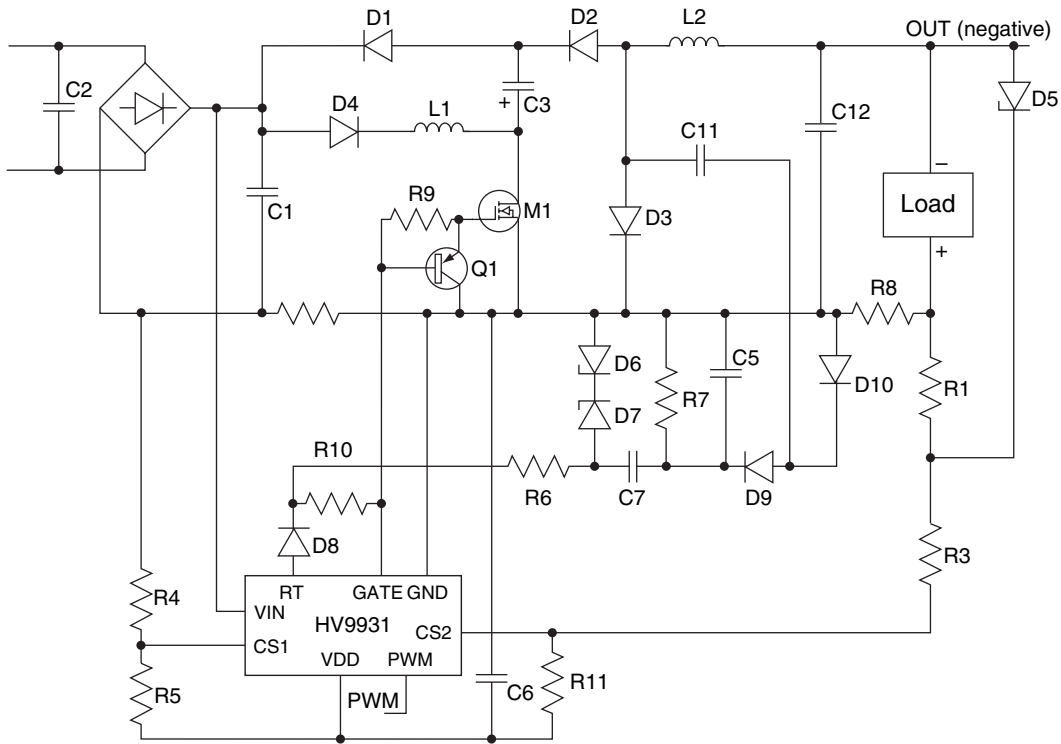 D1
D2
L2
OUT (negative)
C2
D4
L1
+
C3
D5
C11
C12
C1
R9
M1
D3
–
Load
+
Q1
R8
D6
C5
D10
R1
D7
R7
R10
R6
C7
D9
D8
R3
RT
GATE
GND
R4
VIN
HV9931
CS2
CS1
VDD
PWM
R5
PWM
C6
R11